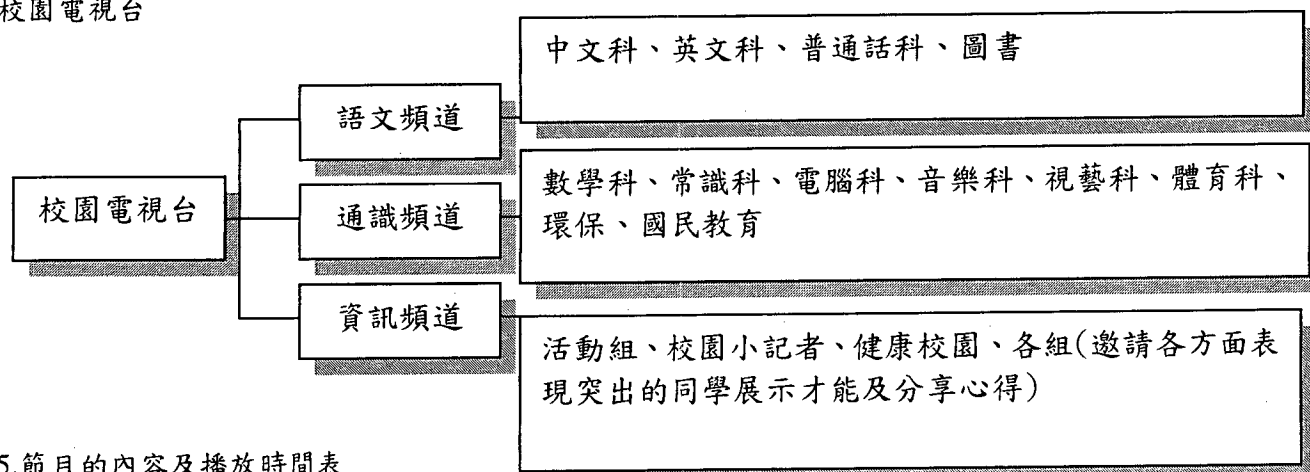 校園電視台
中文科、英文科、普通話科、圖書
語文頻道
校園電視台
通識頻道
數學科、常識科、電腦科、音樂科、視藝科、體育科、
環保、國民教育
資訊頻道
活動組、校園小記者、健康校園、各組(邀請各方面表
現突出的同學展示才能及分享心得)
5.節目的內容及播放時間表